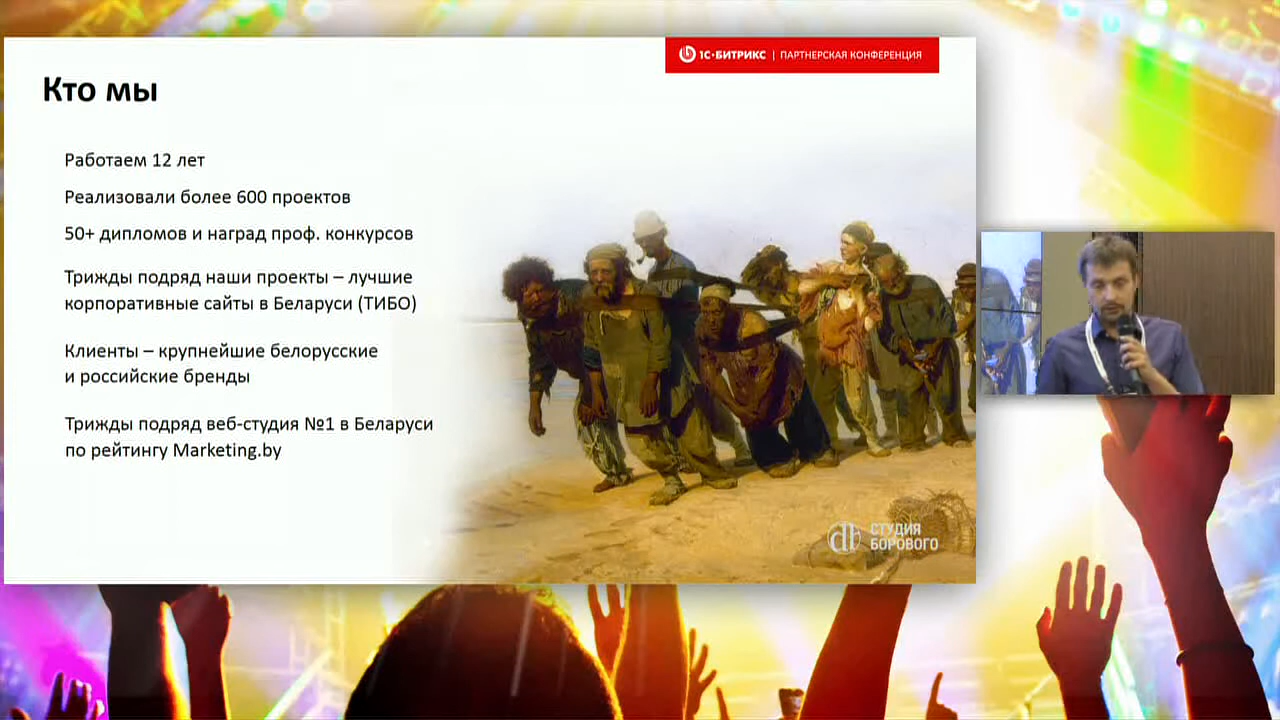 1С-БИТРИКС | ПАРТНЕРСКАЯ КОНФЕРЕНЦИЯ
Кто мы
Работаем 12 лет
Реализовали более 600 проектов
50+ дипломов и наград проф. конкурсов
Трижды подряд наши проекты – лучшие
корпоративные сайты в Беларуси (ТИБО)
Клиенты – крупнейшие белорусские
и российские бренды
Трижды подряд веб-студия №1 в Беларуси
по рейтингу Marketing.by
СТУДИЯ
БОРОВОГО